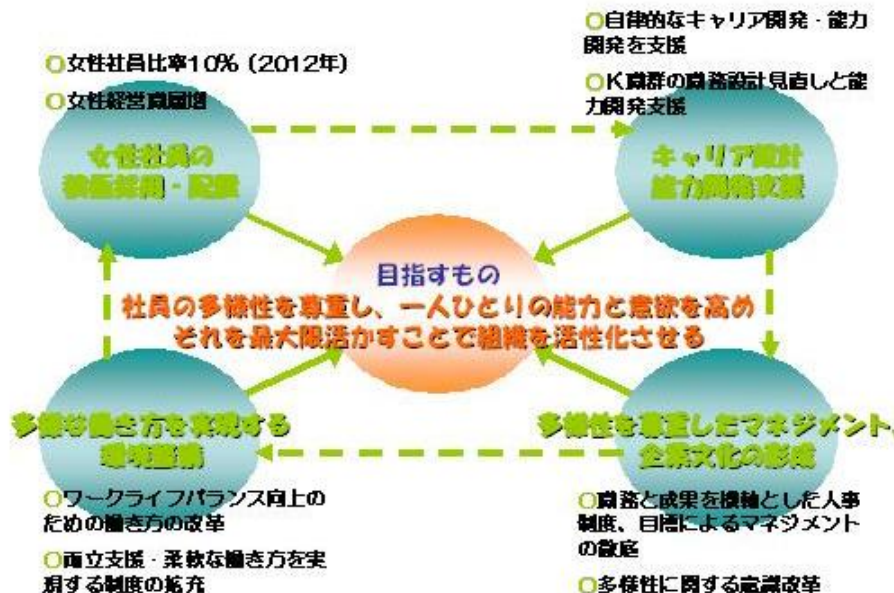 ○女性社員比率10%（2012年）
○女性経営職層増
女性社員の
積極採用・配置
○自律的なキャリア開発・能力
開発を支援
○K職群の職務設計見直しと能
力開発支援
キャリア設計
能力開発支援
目指すもの
社員の多様性を尊重し、一人ひとりの能力と意欲を高め
それを最大限活かすことで組織を活性化させる
多様な働き方を実現する
環境整備
○ワークライフバランス向上の
ための働き方の改革
○両立支援・柔軟な働き方を実
現する制度の拡充
多様性を尊重したマネジメント、
企業文化の形成
○職務と成果を機軸とした人事
制度、目標によるマネジメント
の徹底
○多様性に関する意識改革